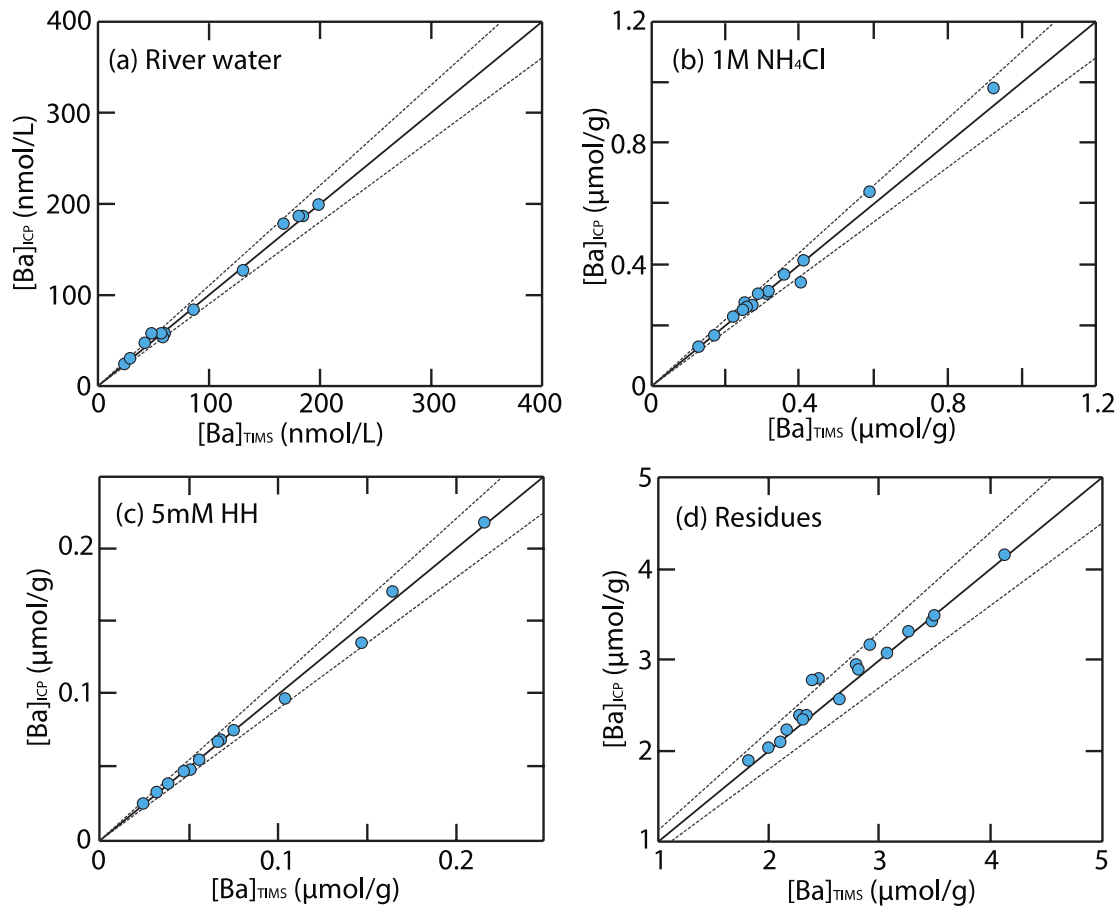 400
(a) River water
300
[Ba]ICP (nmol/L)
200
100
0
0 100 200 300 400
[Ba]TIMS (nmol/L)
1.2
(b) 1M NH₄Cl
0.8
[Ba]ICP (μmol/g)
0.4
0
0 0.4 0.8 1.2
[Ba]TIMS (μmol/g)
(c) 5mM HH
0.2
[Ba]ICP (μmol/g)
0.1
0
0 0.1 0.2
[Ba]TIMS (μmol/g)
5
(d) Residues
4
[Ba]ICP (μmol/g)
3
2
1
1 2 3 4 5
[Ba]TIMS (μmol/g)